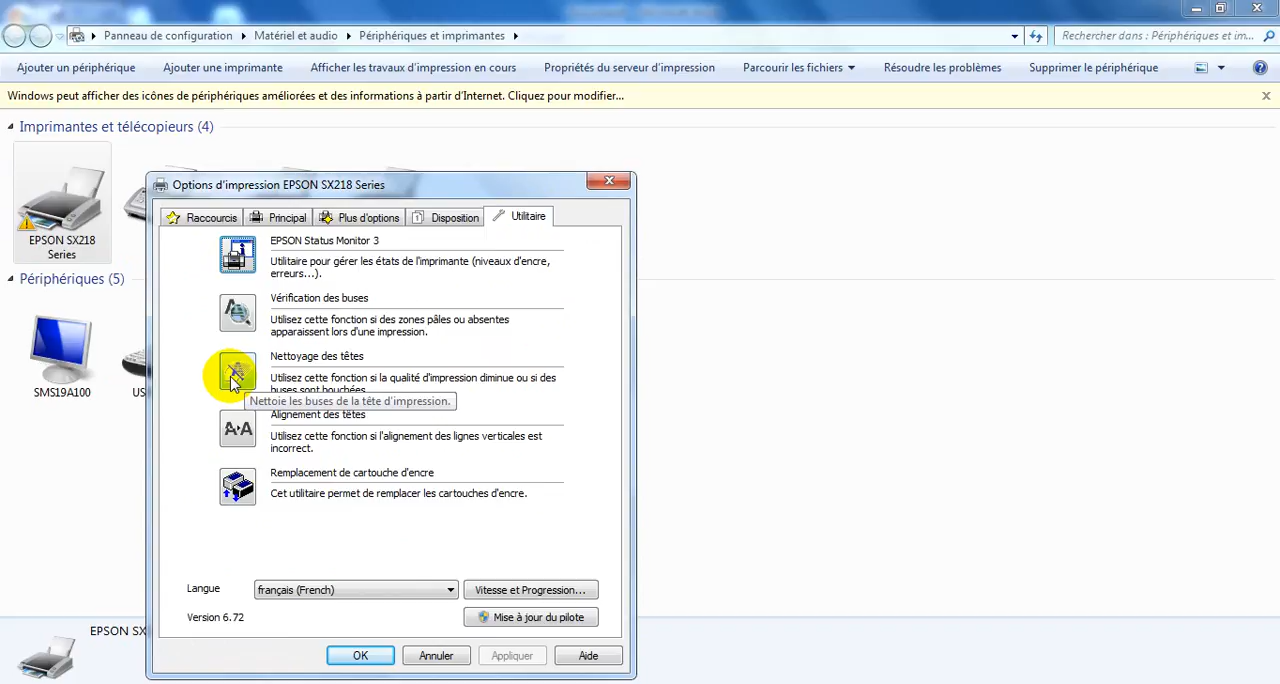 Panneau de configuration Matériel et audio Périphériques et imprimantes
Rechercher dans : Périphériques et im...
Ajouter un périphérique Ajouter une imprimante Afficher les travaux d'impression en cours Propriétés du serveur d'impression Parcourir les fichiers Résoudre les problèmes Supprimer le périphérique
Windows peut afficher des icônes de périphériques améliorées et des informations à partir d'Internet. Cliquez pour modifier...
Imprimantes et télécopieurs (4)
EPSON SX218
Series
Périphériques (5)
SMS19A100
US
Options d'impression EPSON SX218 Series
Raccourcis Principal Plus d'options Disposition Utilitaire
EPSON Status Monitor 3
Utilitaire pour gérer les états de l'imprimante (niveaux d'encre,
erreurs...).
Vérification des buses
Utilisez cette fonction si des zones pâles ou absentes
apparaissent lors d'une impression.
Nettoyage des têtes
Utilisez cette fonction si la qualité d'impression diminue ou si des
buses sont bouchées
Nettoie les buses de la tête d'impression.
Alignement des têtes
Utilisez cette fonction si l'alignement des lignes verticales est
incorrect.
Remplacement de cartouche d'encre
Cet utilitaire permet de remplacer les cartouches d'encre.
Langue français (French) Vitesse et Progression...
Version 6.72 Mise à jour du pilote
OK Annuler Appliquer Aide
EPSON SX